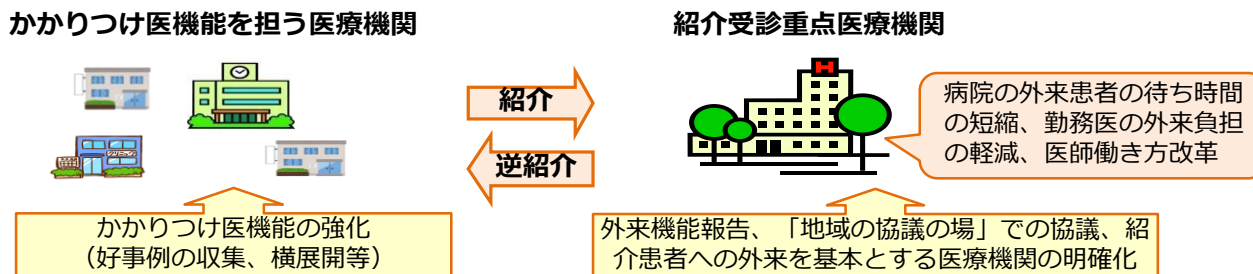 かかりつけ医機能を担う医療機関
紹介受診重点医療機関
紹介
逆紹介
病院の外来患者の待ち時間
の短縮、勤務医の外来負担
の軽減、医師働き方改革
かかりつけ医機能の強化
（好事例の収集、横展開等）
外来機能報告、「地域の協議の場」での協議、紹
介患者への外来を基本とする医療機関の明確化